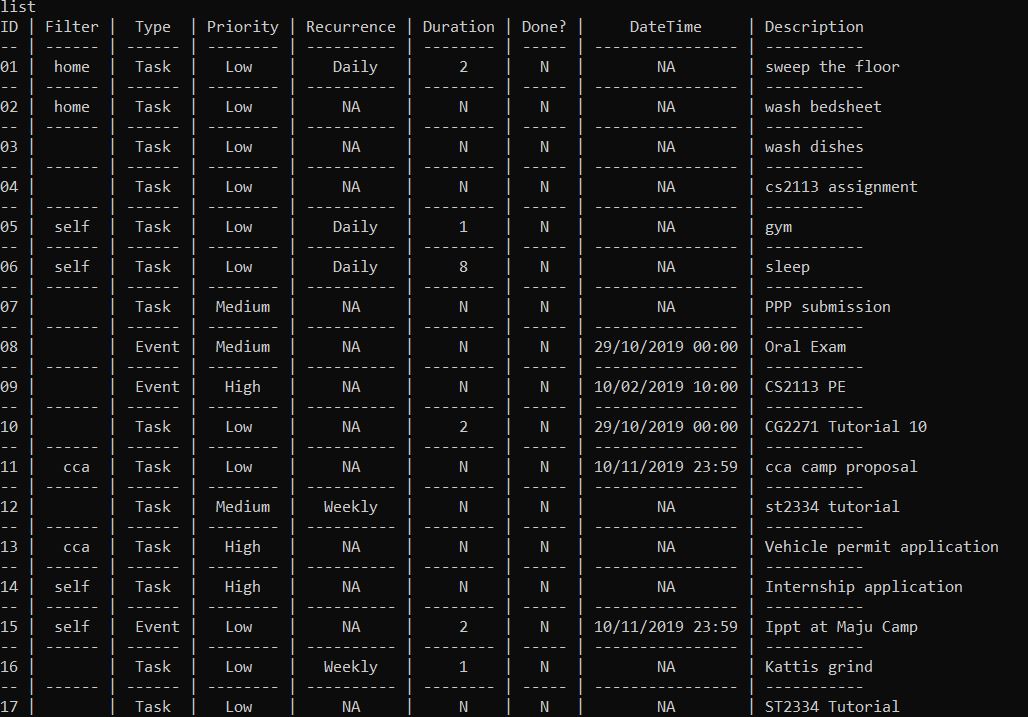 list
ID | Filter | Type | Priority | Recurrence | Duration | Done? | DateTime | Description
-- | ------ | ------ | -------- | ---------- | -------- | ----- | ---------------- | -----------
01 | home | Task | Low | Daily | 2 | N | NA | sweep the floor
-- | ------ | ------ | -------- | ---------- | -------- | ----- | ---------------- | -----------
02 | home | Task | Low | NA | N | N | NA | wash bedsheet
-- | ------ | ------ | -------- | ---------- | -------- | ----- | ---------------- | -----------
03 | | Task | Low | NA | N | N | NA | wash dishes
-- | ------ | ------ | -------- | ---------- | -------- | ----- | ---------------- | -----------
04 | | Task | Low | NA | N | N | NA | cs2113 assignment
-- | ------ | ------ | -------- | ---------- | -------- | ----- | ---------------- | -----------
05 | self | Task | Low | Daily | 1 | N | NA | gym
-- | ------ | ------ | -------- | ---------- | -------- | ----- | ---------------- | -----------
06 | self | Task | Low | Daily | 8 | N | NA | sleep
-- | ------ | ------ | -------- | ---------- | -------- | ----- | ---------------- | -----------
07 | | Task | Medium | NA | N | N | NA | PPP submission
-- | ------ | ------ | -------- | ---------- | -------- | ----- | ---------------- | -----------
08 | | Event | Medium | NA | N | N | 29/10/2019 00:00 | Oral Exam
-- | ------ | ------ | -------- | ---------- | -------- | ----- | ---------------- | -----------
09 | | Event | High | NA | N | N | 10/02/2019 10:00 | CS2113 PE
-- | ------ | ------ | -------- | ---------- | -------- | ----- | ---------------- | -----------
10 | | Task | Low | NA | 2 | N | 29/10/2019 00:00 | CG2271 Tutorial 10
-- | ------ | ------ | -------- | ---------- | -------- | ----- | ---------------- | -----------
11 | cca | Task | Low | NA | N | N | 10/11/2019 23:59 | cca camp proposal
-- | ------ | ------ | -------- | ---------- | -------- | ----- | ---------------- | -----------
12 | | Task | Medium | Weekly | N | N | NA | st2334 tutorial
-- | ------ | ------ | -------- | ---------- | -------- | ----- | ---------------- | -----------
13 | cca | Task | High | NA | N | N | NA | Vehicle permit application
-- | ------ | ------ | -------- | ---------- | -------- | ----- | ---------------- | -----------
14 | self | Task | High | NA | N | N | NA | Internship application
-- | ------ | ------ | -------- | ---------- | -------- | ----- | ---------------- | -----------
15 | self | Event | Low | NA | 2 | N | 10/11/2019 23:59 | Ippt at Maju Camp
-- | ------ | ------ | -------- | ---------- | -------- | ----- | ---------------- | -----------
16 | | Task | Low | Weekly | 1 | N | NA | Kattis grind
-- | ------ | ------ | -------- | ---------- | -------- | ----- | ---------------- | -----------
17 | | Task | Low | NA | N | N | NA | ST2334 Tutorial